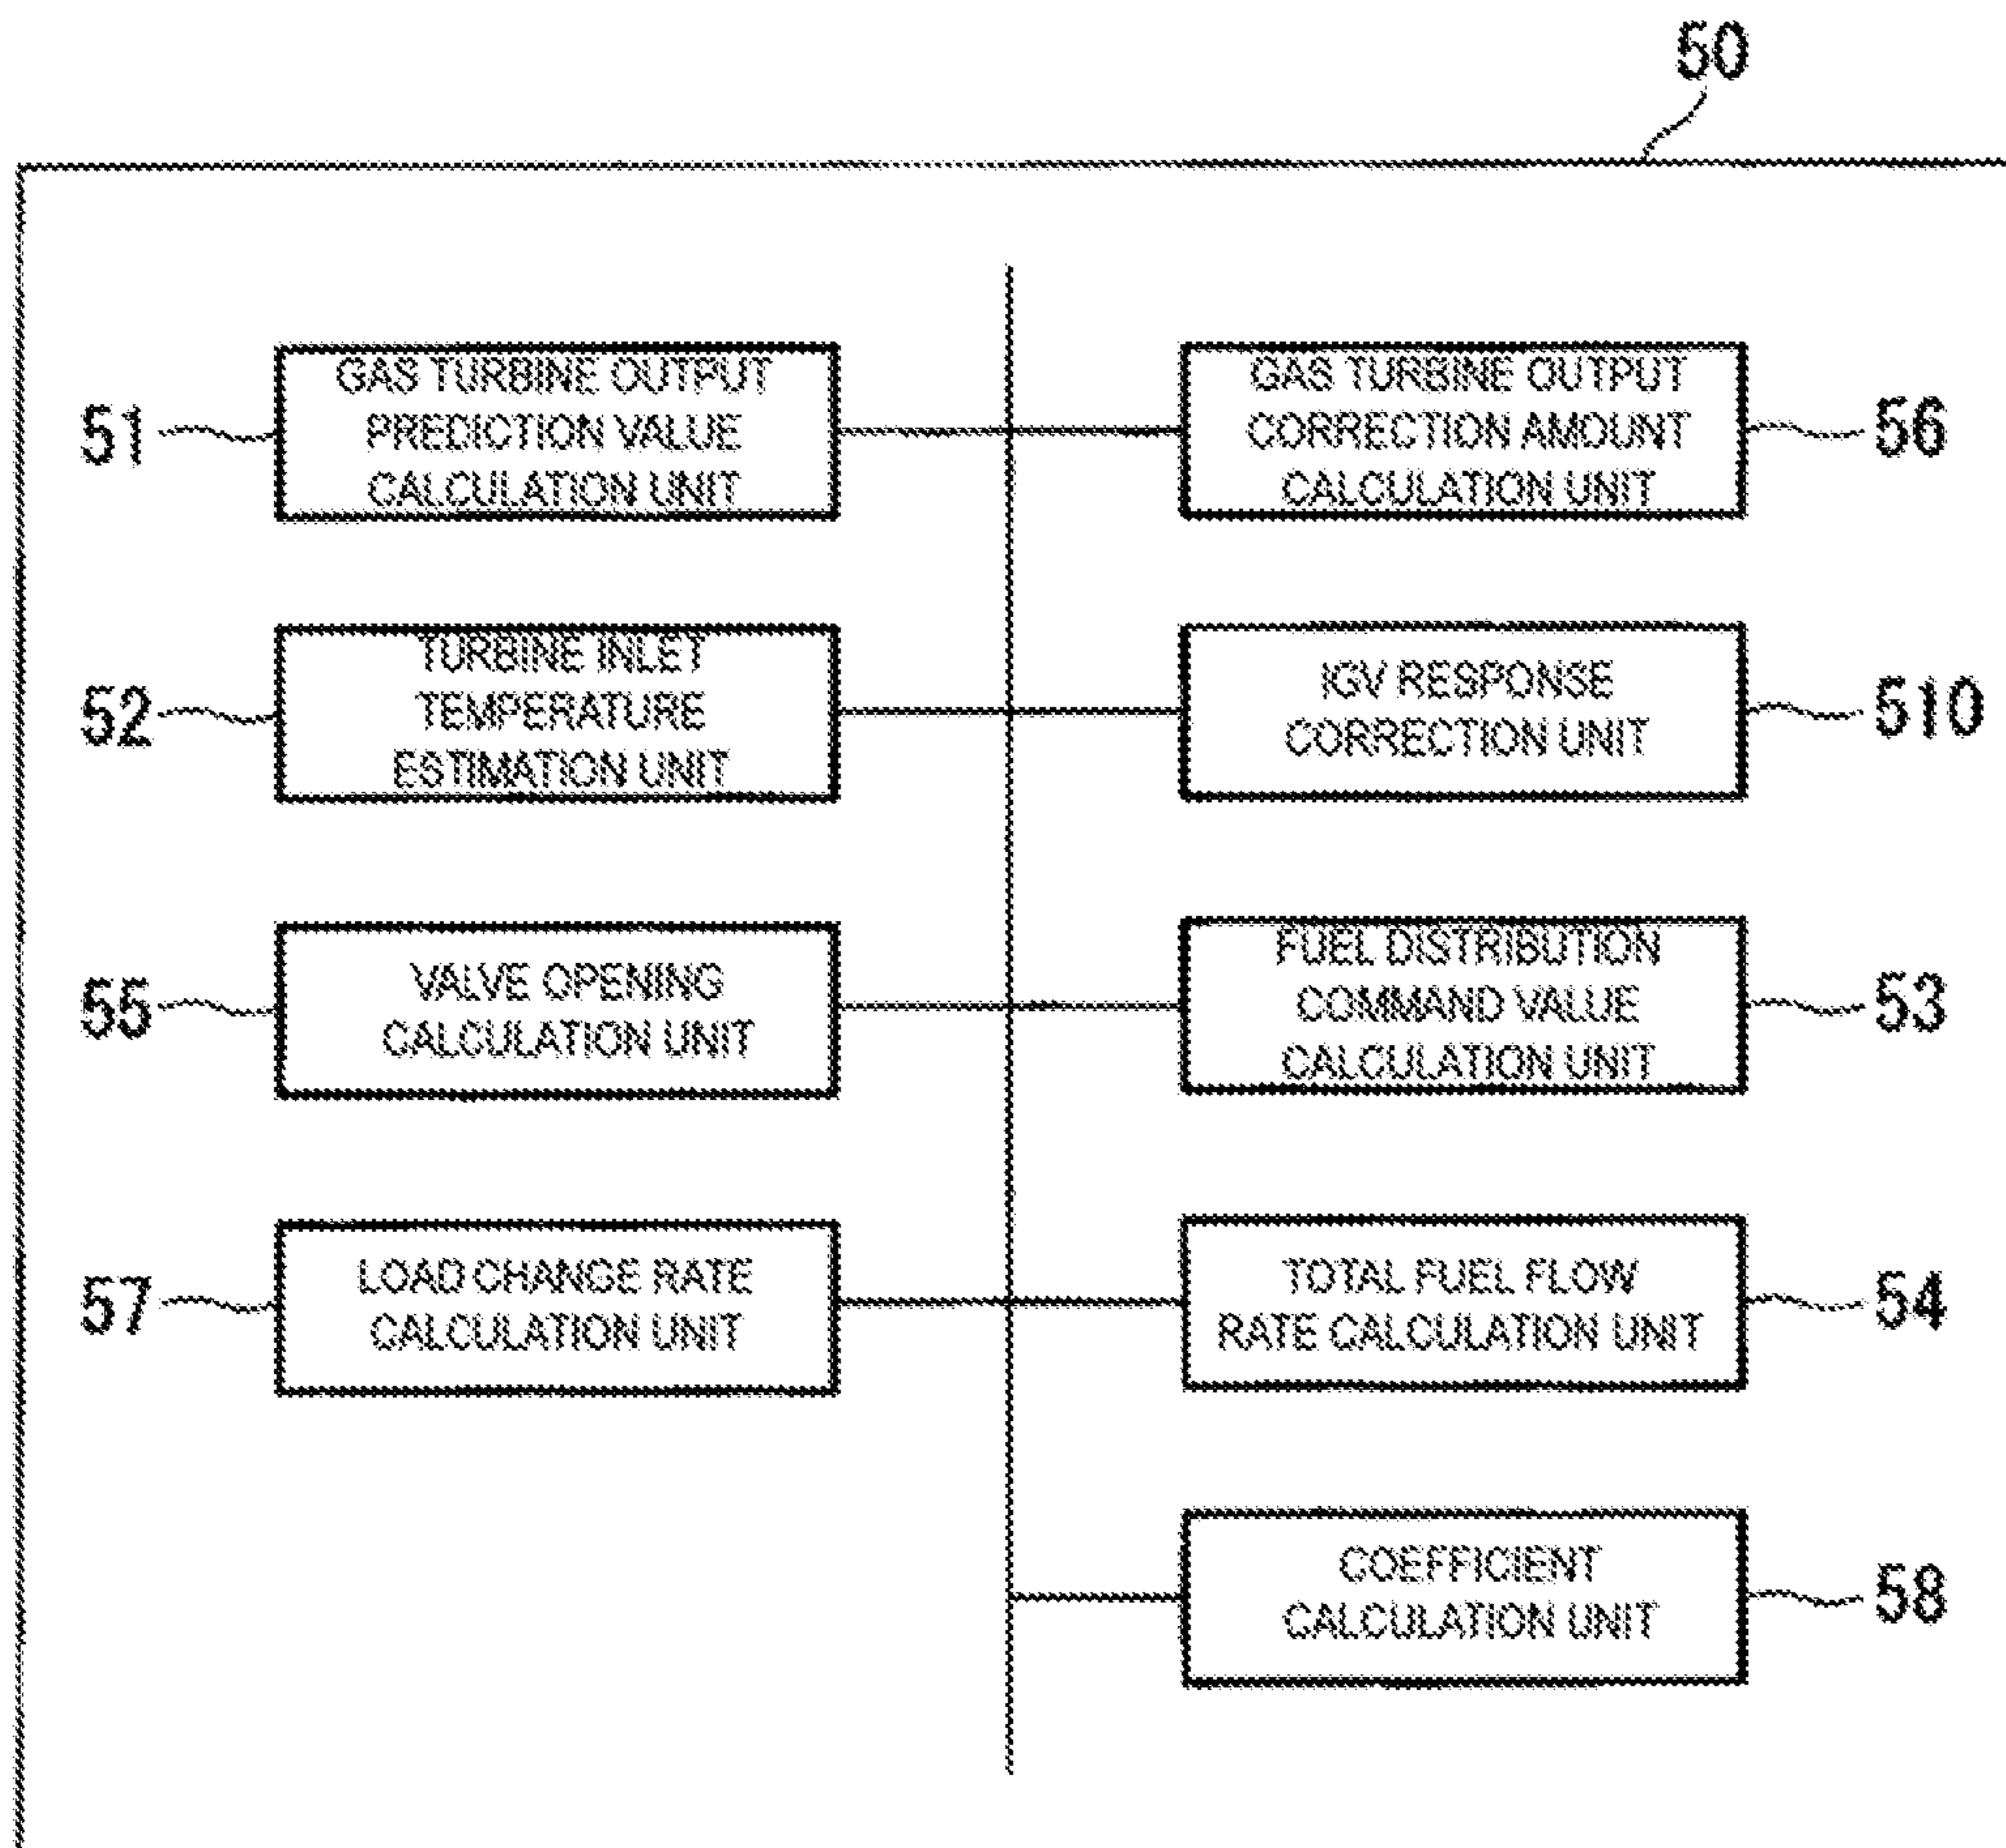 50
51
GAS TURBINE OUTPUT
PREDICTION VALUE
CALCULATION UNIT
GAS TURBINE OUTPUT
CORRECTION AMOUNT
CALCULATION UNIT
56
52
TURBINE INLET
TEMPERATURE
ESTIMATION UNIT
IGV RESPONSE
CORRECTION UNIT
510
55
VALVE OPENING
CALCULATION UNIT
FUEL DISTRIBUTION
COMMAND VALUE
CALCULATION UNIT
53
57
LOAD CHANGE RATE
CALCULATION UNIT
TOTAL FUEL FLOW
RATE CALCULATION UNIT
54
COEFFICIENT
CALCULATION UNIT
58